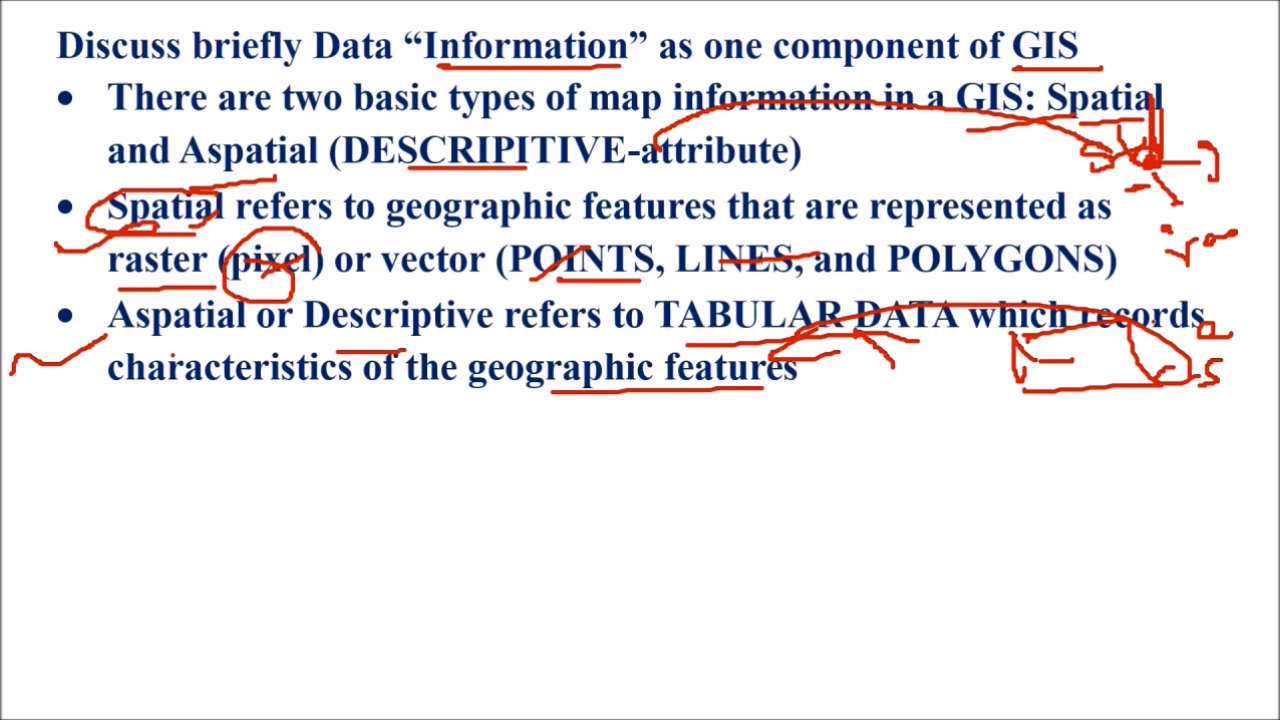 Discuss briefly Data “Information” as one component of GIS
• There are two basic types of map information in a GIS: Spatial
and Aspatial (DESCRIPITIVE-attribute)
• Spatial refers to geographic features that are represented as
raster (pixel) or vector (POINTS, LINES, and POLYGONS)
• Aspatial or Descriptive refers to TABULAR DATA which records
characteristics of the geographic features